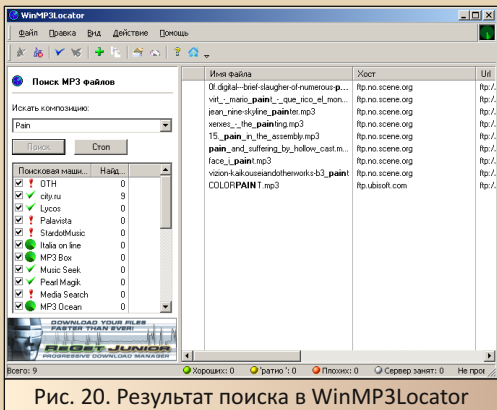 WinMP3Locator
Файл Правка Вид Действие Помощь
Поиск MP3 файлов
Искать композицию:
Pain
Поиск Стоп
Поисковая маши... Найд...
OTH 0
city.ru 9
Lycos 0
Palavista 0
StardotMusic 0
Italia on line 0
MP3 Box 0
Music Seek 0
Pearl Magik 0
Media Search 0
MP3 Ocean 0
DOWNLOAD YOUR FILES
FASTER THAN EVER!
REGET JUNIOR
PROGRESSIVE DOWNLOAD MANAGER
Имя файла Хост Url
0f.digital---brief-slaugher-of-numerous-p... ftp.no.scene.org ftp:/.
virt_-_mario_paint_-_que_rico_el_mon... ftp.no.scene.org ftp:/.
jean_nine-skyline_painter.mp3 ftp.no.scene.org ftp:/.
xerxes_-_the_painting.mp3 ftp.no.scene.org ftp:/.
15._pain_in_the_assembly.mp3 ftp.no.scene.org ftp:/.
pain_and_suffering_by_hollow_cast.m... ftp.no.scene.org ftp:/.
face_i_paint.mp3 ftp.no.scene.org ftp:/.
vizion-kaikouseiandotherworks-b3_paint ftp.no.scene.org ftp:/.
COLORPAINT.mp3 ftp.ubisoft.com ftp:/.
Всего: 9 Хороших: 0 'ратно ': 0 Плохих: 0 Сервер занят: 0 Не прове
Рис. 20. Результат поиска в WinMP3Locator